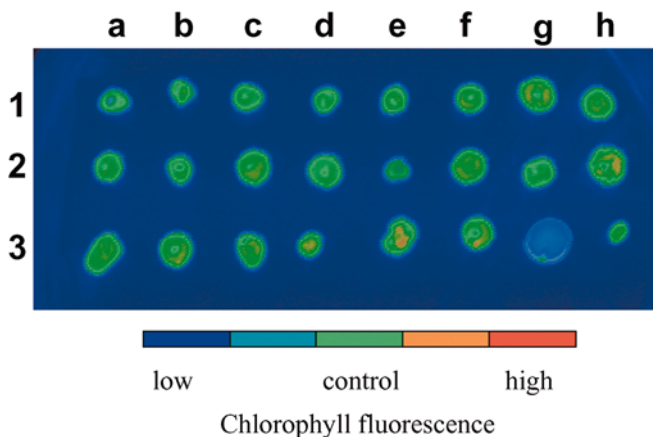 a b c d e f g h
1
2
3
low control high
Chlorophyll fluorescence